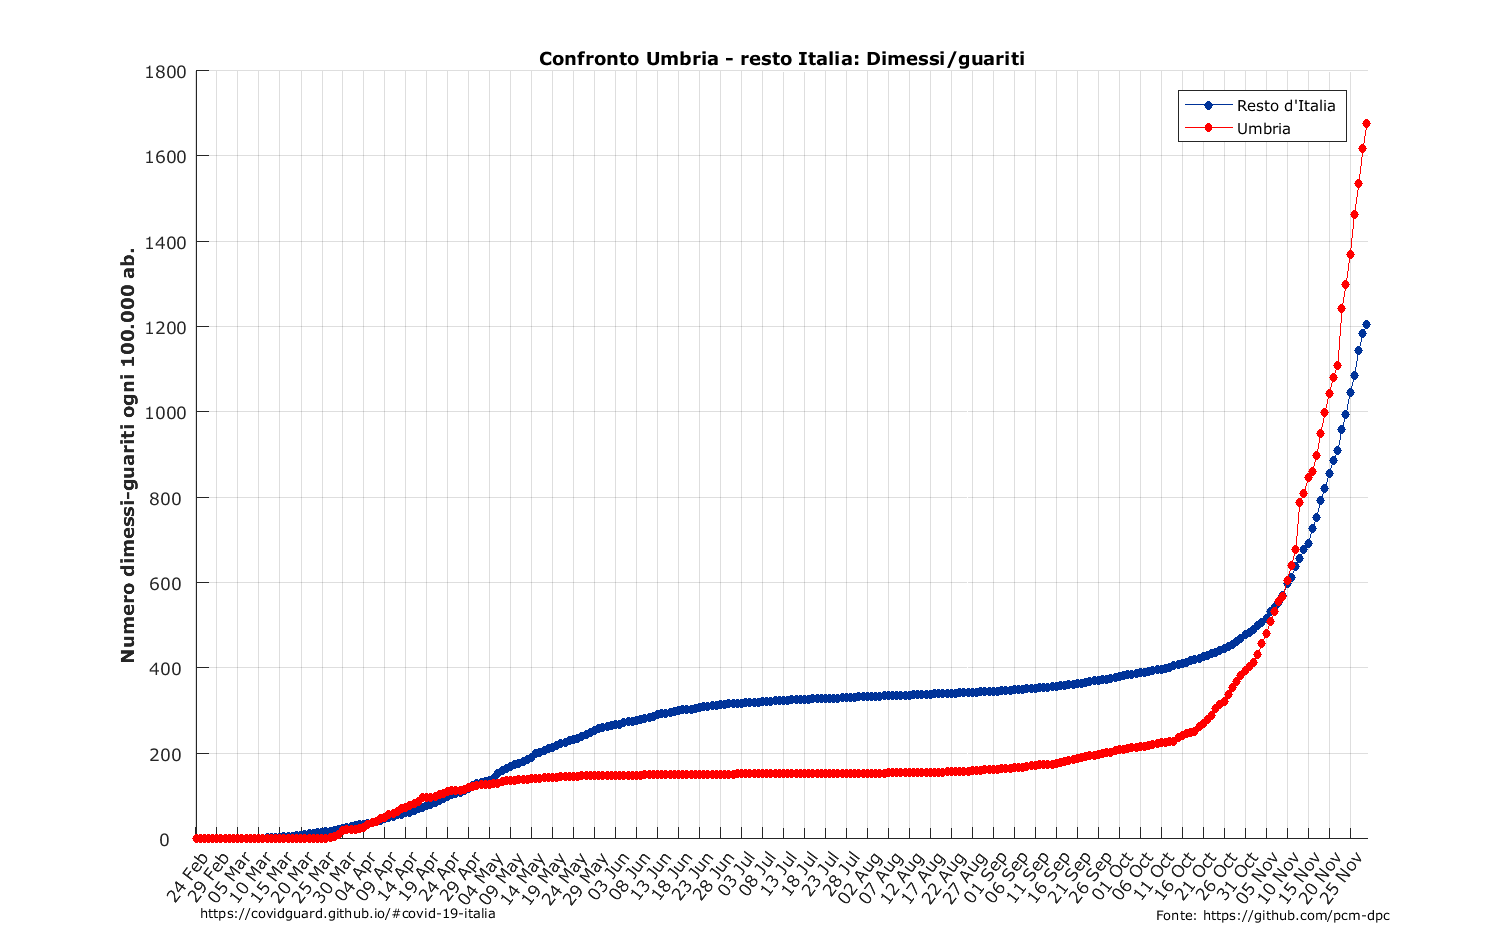 Confronto Umbria - resto Italia: Dimessi/guariti
Numero dimessi-guariti ogni 100.000 ab.
1800
1600
1400
1200
1000
800
600
400
200
0
Resto d'Italia
Umbria
24 Feb
29 Feb
05 Mar
10 Mar
15 Mar
20 Mar
25 Mar
30 Mar
04 Apr
09 Apr
14 Apr
19 Apr
24 Apr
29 Apr
04 May
09 May
14 May
19 May
24 May
29 May
03 Jun
08 Jun
13 Jun
18 Jun
23 Jun
28 Jun
03 Jul
08 Jul
13 Jul
18 Jul
23 Jul
28 Jul
02 Aug
07 Aug
12 Aug
17 Aug
22 Aug
27 Aug
01 Sep
06 Sep
11 Sep
16 Sep
21 Sep
26 Sep
01 Oct
06 Oct
11 Oct
16 Oct
21 Oct
26 Oct
31 Oct
05 Nov
10 Nov
15 Nov
20 Nov
25 Nov
https://covidguard.github.io/#covid-19-italia
Fonte: https://github.com/pcm-dpc